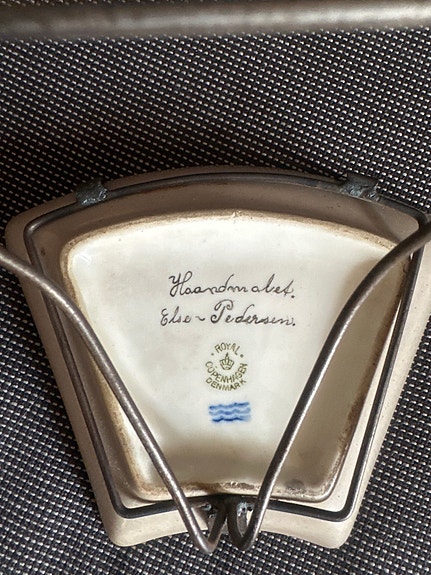 Haandmalet.
Else ~ Pedersen.
ROYAL
COPENHAGEN
DENMARK